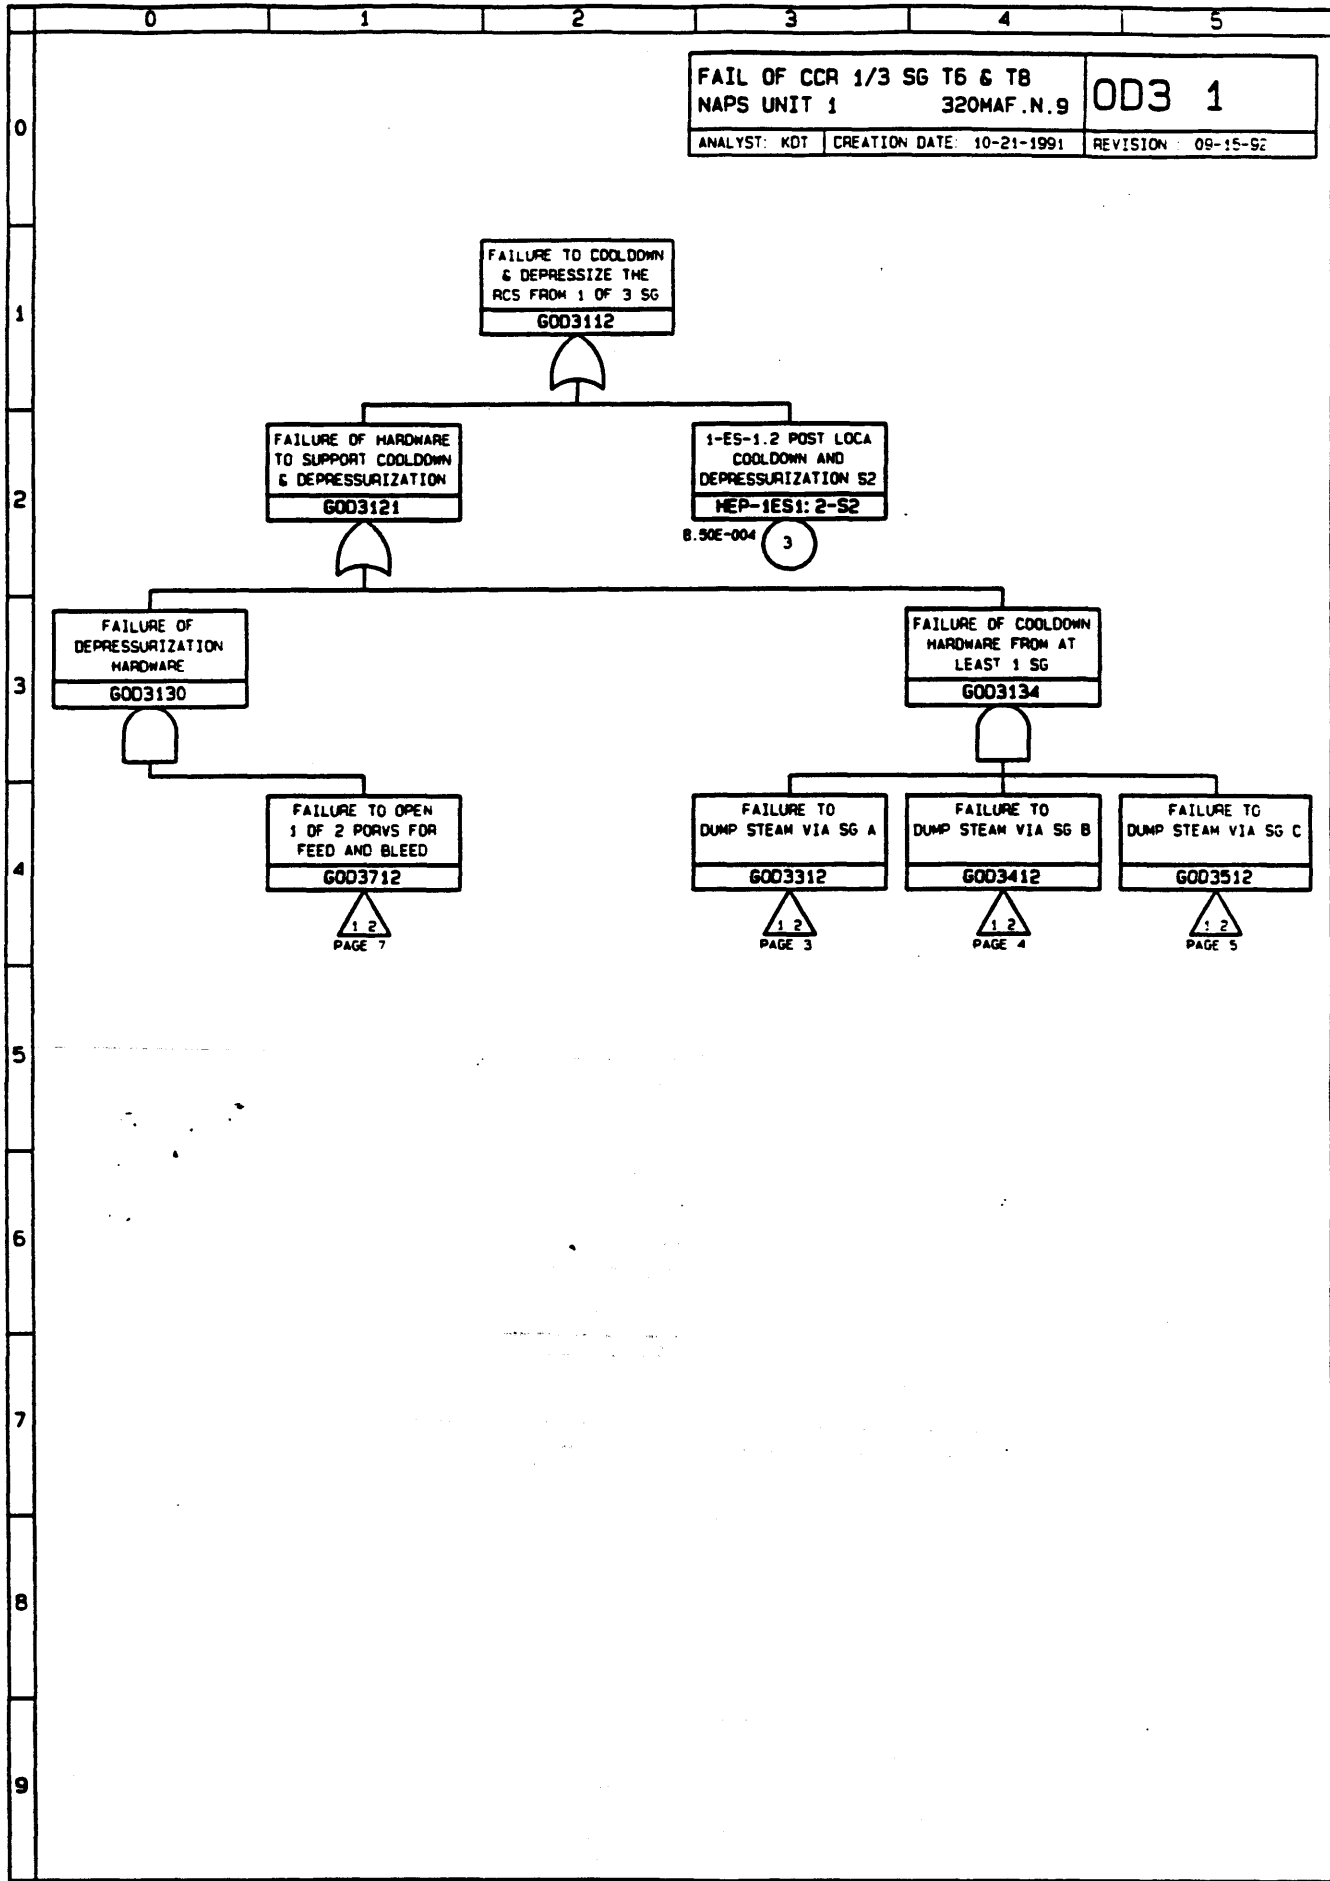 0 1 2 3 4 5
FAIL OF CCR 1/3 SG T6 & T8
NAPS UNIT 1 320MAF.N.9
OD3 1
ANALYST: KDT CREATION DATE: 10-21-1991 REVISION : 09-15-92
0
1
2
3
4
5
6
7
8
9
FAILURE TO COOLDOWN
& DEPRESSIZE THE
RCS FROM 1 OF 3 SG
GOD3112
FAILURE OF HARDWARE
TO SUPPORT COOLDOWN
& DEPRESSURIZATION
GOD3121
1-ES-1.2 POST LOCA
COOLDOWN AND
DEPRESSURIZATION S2
HEP-1ES1:2-S2
8.50E-004
3
FAILURE OF
DEPRESSURIZATION
HARDWARE
GOD3130
FAILURE OF COOLDOWN
HARDWARE FROM AT
LEAST 1 SG
GOD3134
FAILURE TO OPEN
1 OF 2 PORVS FOR
FEED AND BLEED
GOD3712
1 2
PAGE 7
FAILURE TO
DUMP STEAM VIA SG A
GOD3312
1 2
PAGE 3
FAILURE TO
DUMP STEAM VIA SG B
GOD3412
1 2
PAGE 4
FAILURE TO
DUMP STEAM VIA SG C
GOD3512
1 2
PAGE 5